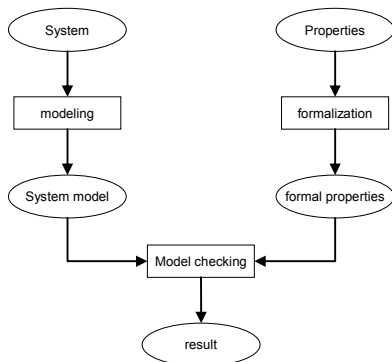 System
Properties
modeling
formalization
System model
formal properties
Model checking
result